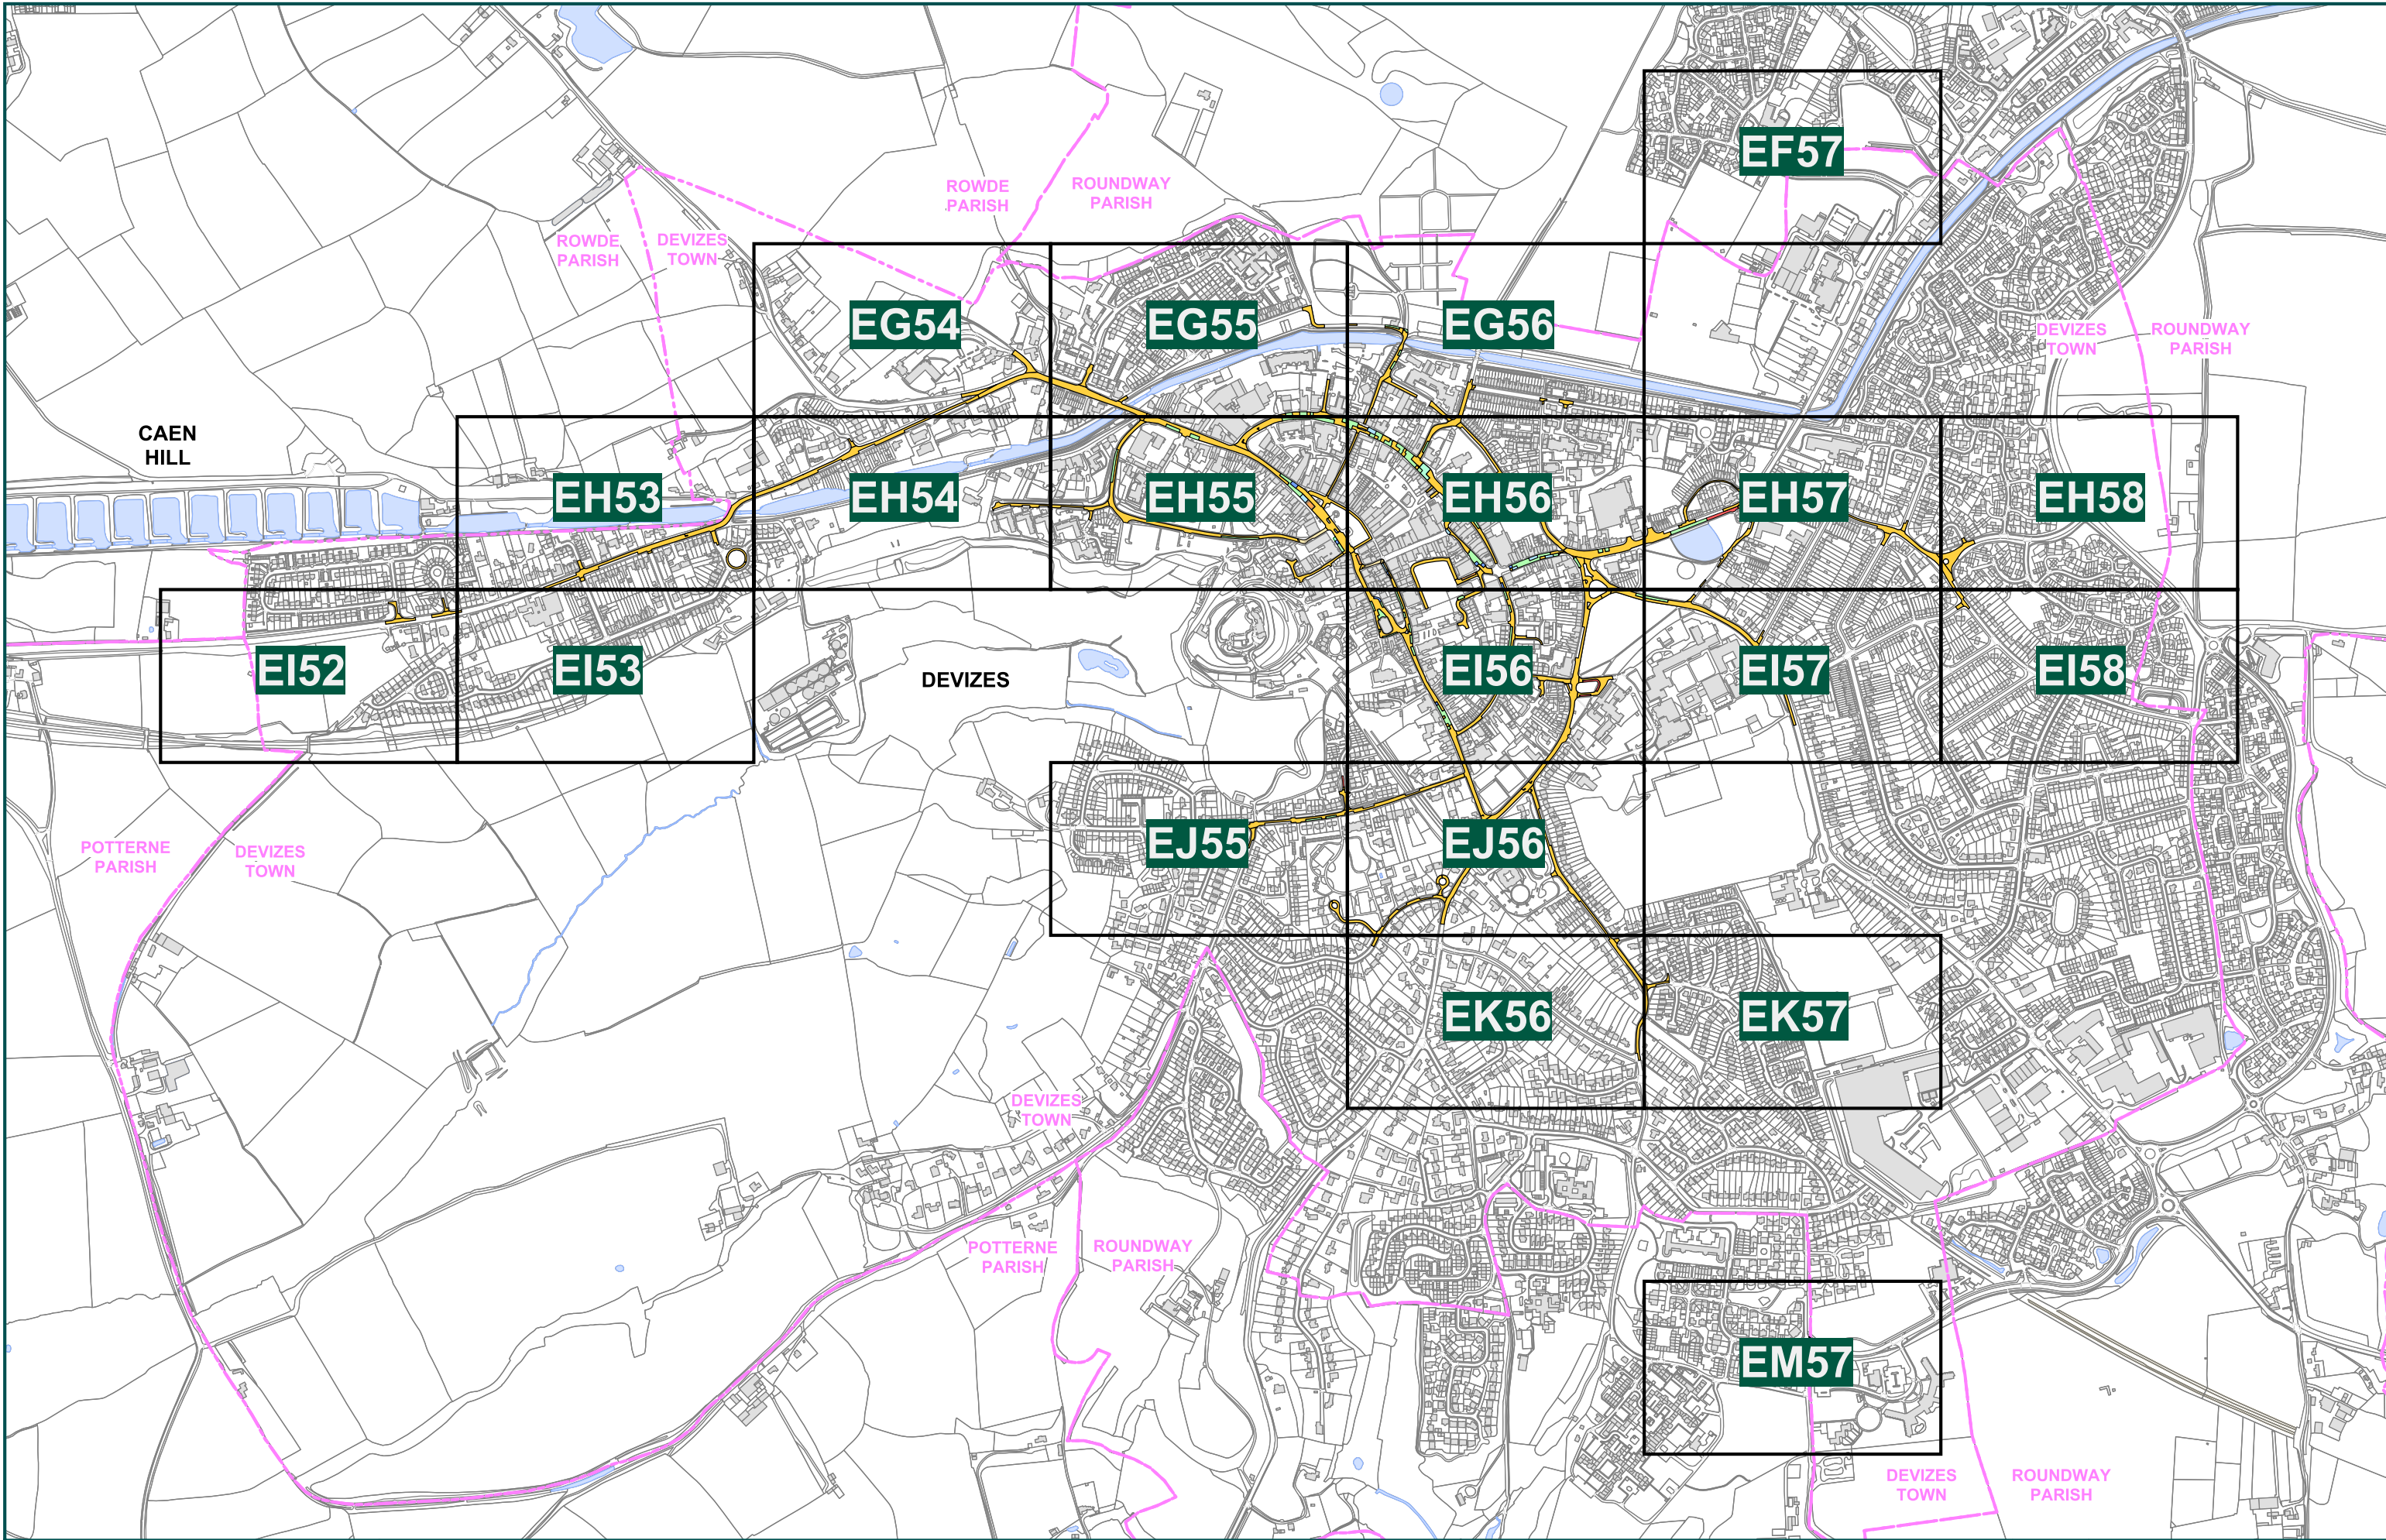 EF57
ROWDE
PARISH
ROUNDWAY
PARISH
ROWDE
PARISH
DEVIZES
TOWN
EG54
EG55
EG56
DEVIZES
TOWN
ROUNDWAY
PARISH
CAEN
HILL
EH53
EH54
EH55
EH56
EH57
EH58
EI52
EI53
DEVIZES
EI56
EI57
EI58
POTTERNE
PARISH
DEVIZES
TOWN
EJ55
EJ56
EK56
EK57
DEVIZES
TOWN
POTTERNE
PARISH
ROUNDWAY
PARISH
EM57
DEVIZES
TOWN
ROUNDWAY
PARISH